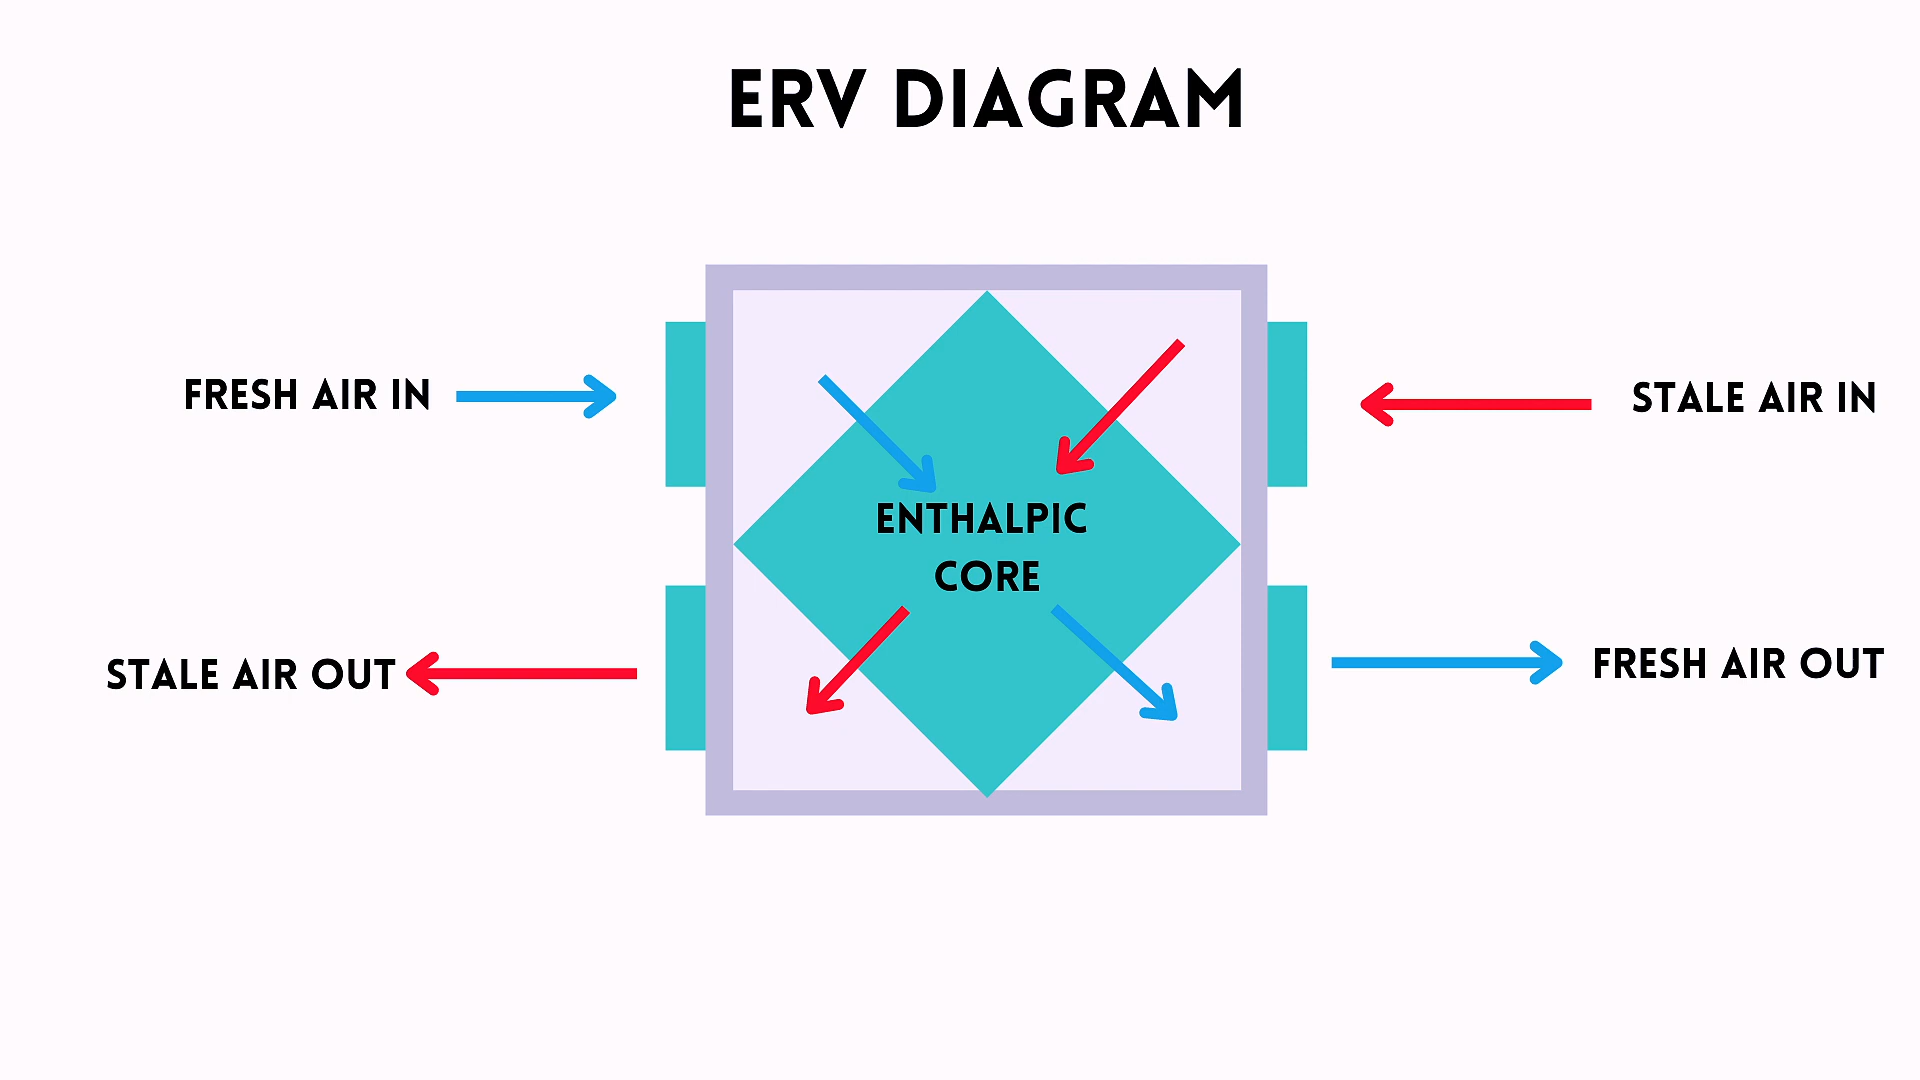 ERV DIAGRAM
FRESH AIR IN
STALE AIR IN
ENTHALPIC
CORE
STALE AIR OUT
FRESH AIR OUT